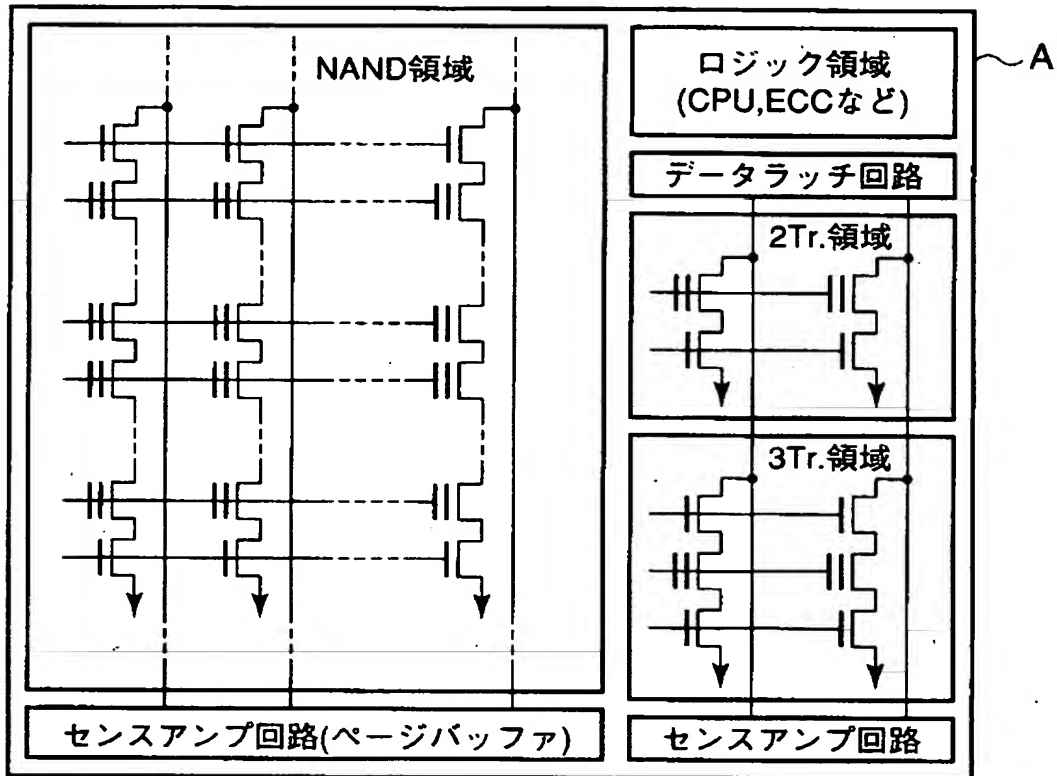 NAND領域
ロジック領域
(CPU,ECCなど)
A
データラッチ回路
2Tr.領域
3Tr.領域
センスアンプ回路(ページバッファ)
センスアンプ回路